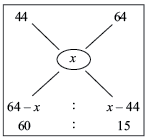 44 64
x
64 – x : x – 44
60 : 15